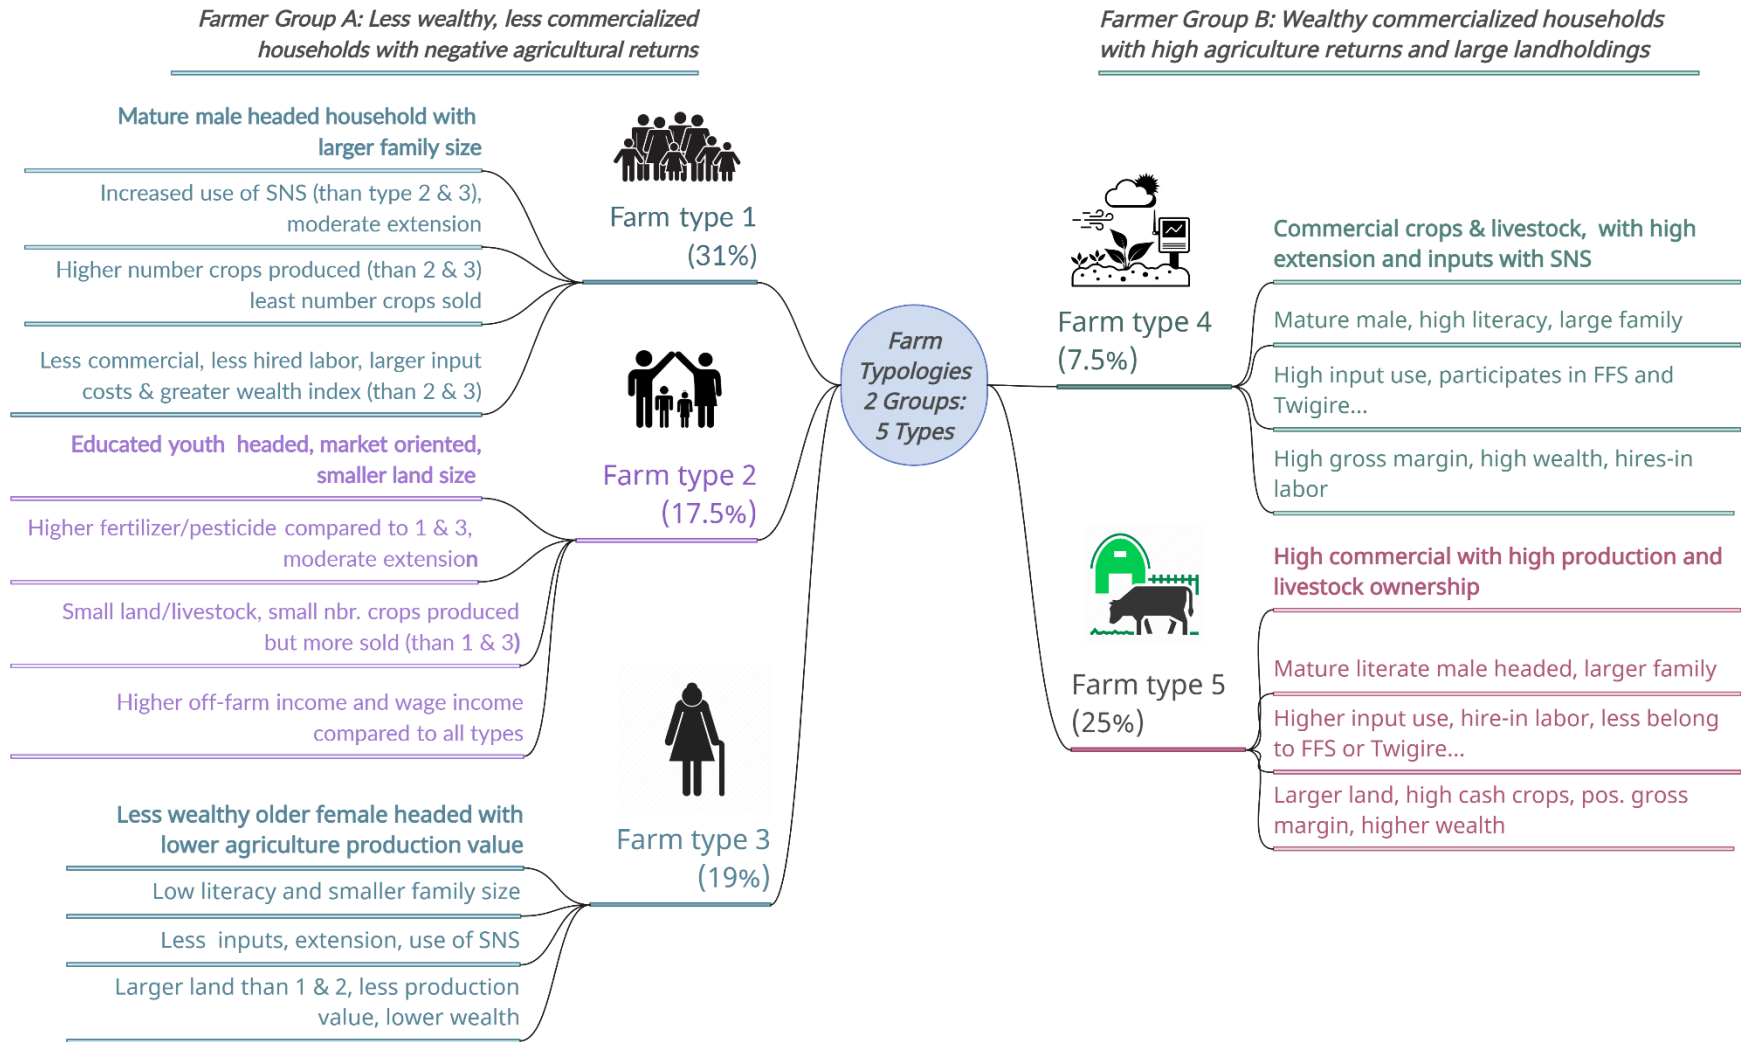 Farmer Group A: Less wealthy, less commercialized
households with negative agricultural returns
Mature male headed household with
larger family size
Increased use of SNS (than type 2 & 3),
moderate extension
Higher number crops produced (than 2 & 3)
least number crops sold
Less commercial, less hired labor, larger input
costs & greater wealth index (than 2 & 3)
Farm type 1
(31%)
Educated youth headed, market oriented,
smaller land size
Higher fertilizer/pesticide compared to 1 & 3,
moderate extension
Small land/livestock, small nbr. crops produced
but more sold (than 1 & 3)
Higher off-farm income and wage income
compared to all types
Farm type 2
(17.5%)
Less wealthy older female headed with
lower agriculture production value
Low literacy and smaller family size
Less inputs, extension, use of SNS
Larger land than 1 & 2, less production
value, lower wealth
Farm type 3
(19%)
Farm
Typologies
2 Groups:
5 Types
Farmer Group B: Wealthy commercialized households
with high agriculture returns and large landholdings
Farm type 4
(7.5%)
Commercial crops & livestock, with high
extension and inputs with SNS
Mature male, high literacy, large family
High input use, participates in FFS and
Twigire...
High gross margin, high wealth, hires-in
labor
Farm type 5
(25%)
High commercial with high production and
livestock ownership
Mature literate male headed, larger family
Higher input use, hire-in labor, less belong
to FFS or Twigire...
Larger land, high cash crops, pos. gross
margin, higher wealth